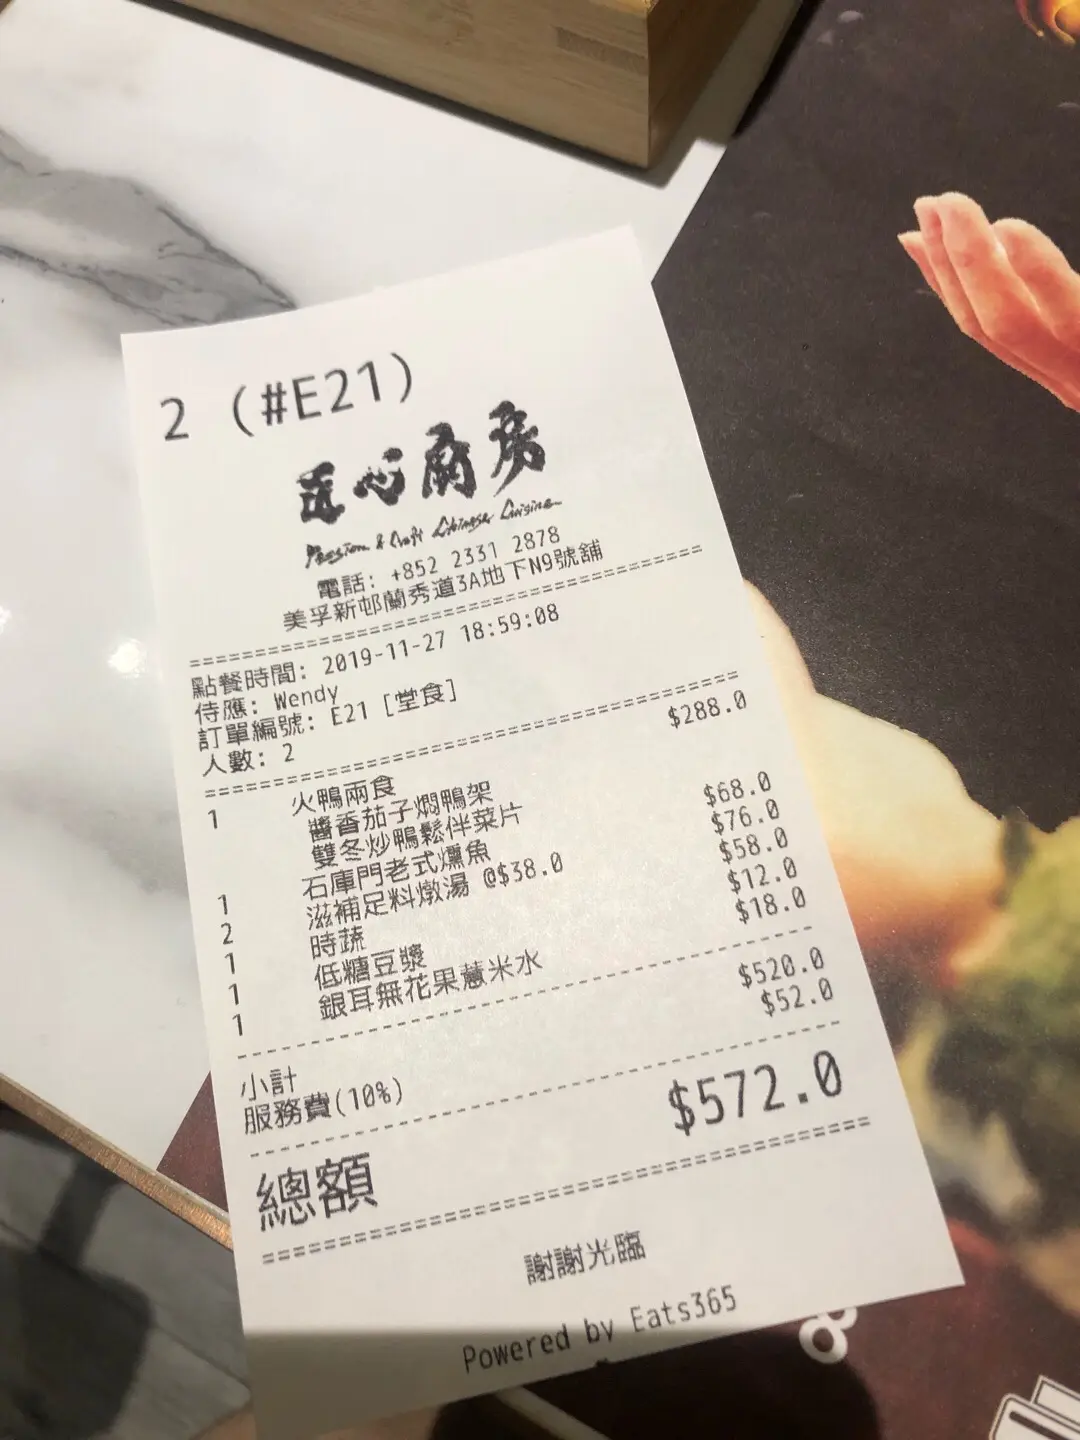 2 (#E21)
匠心廚房
Passion & Craft Chinese Cuisine
電話: +852 2331 2878
美孚新邨蘭秀道3A地下N9號舖
點餐時間: 2019-11-27 18:59:08
侍應: Wendy
訂單編號: E21 [堂食]
人數: 2
1 火鴨兩食 $288.0
醬香茄子燜鴨架
雙冬炒鴨鬆伴菜片
1 石庫門老式燻魚 $68.0
2 滋補足料燉湯 @$38.0 $76.0
1 時蔬 $58.0
1 低糖豆漿 $12.0
1 銀耳無花果薏米水 $18.0
小計 $520.0
服務費(10%) $52.0
總額 $572.0
謝謝光臨
Powered by Eats365
&